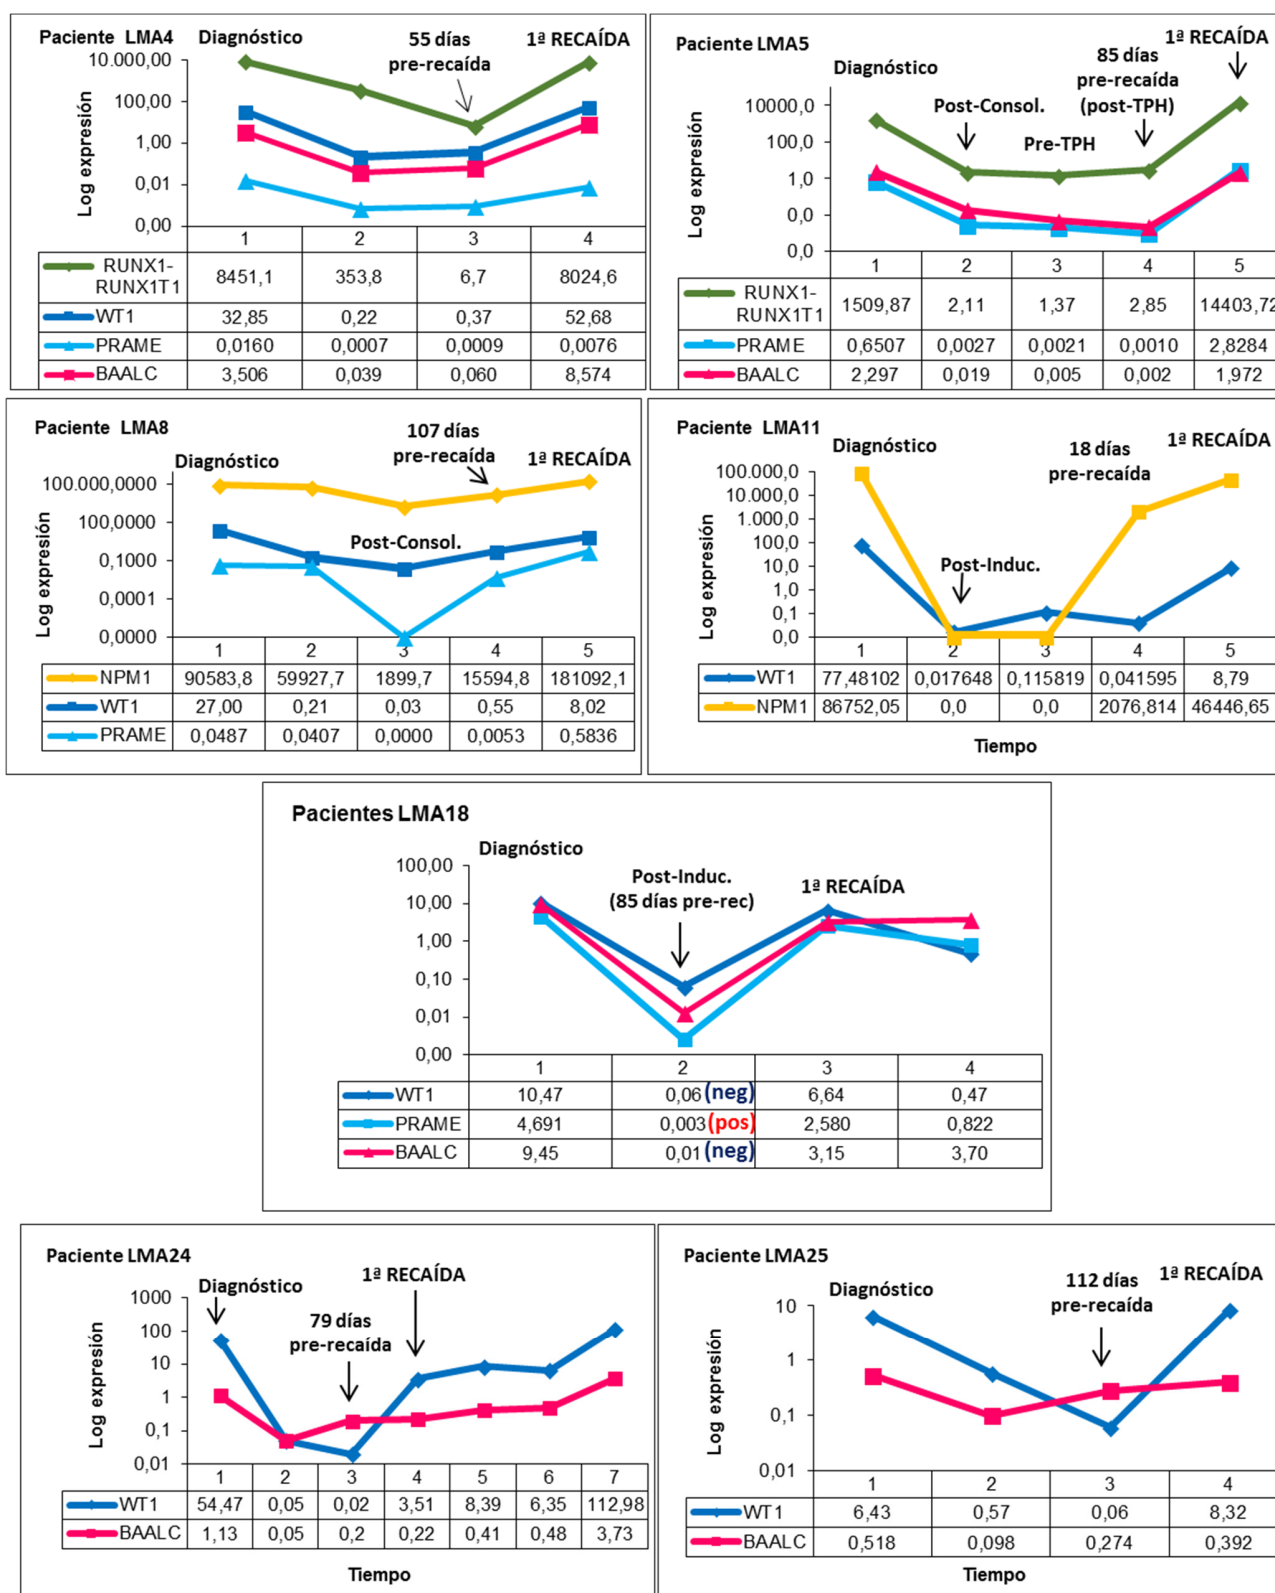 Paciente LMA4
Diagnóstico
55 días
pre-recaída
1ª RECAÍDA
Log expresión
10.000,00
100,00
1,00
0,01
0,00
1 2 3 4
RUNX1-
RUNX1T1 8451,1 353,8 6,7 8024,6
WT1 32,85 0,22 0,37 52,68
PRAME 0,0160 0,0007 0,0009 0,0076
BAALC 3,506 0,039 0,060 8,574
Paciente LMA5
Diagnóstico
Post-Consol.
Pre-TPH
85 días
pre-recaída
(post-TPH)
1ª RECAÍDA
Log expresión
10000,0
100,0
1,0
0,0
0,0
1 2 3 4 5
RUNX1-
RUNX1T1 1509,87 2,11 1,37 2,85 14403,72
PRAME 0,6507 0,0027 0,0021 0,0010 2,8284
BAALC 2,297 0,019 0,005 0,002 1,972
Paciente LMA8
Diagnóstico
Post-Consol.
107 días
pre-recaída
1ª RECAÍDA
Log expresión
100.000,0000
100,0000
0,1000
0,0001
0,0000
1 2 3 4 5
NPM1 90583,8 59927,7 1899,7 15594,8 181092,1
WT1 27,00 0,21 0,03 0,55 8,02
PRAME 0,0487 0,0407 0,0000 0,0053 0,5836
Paciente LMA11
Diagnóstico
Post-Induc.
18 días
pre-recaída
1ª RECAÍDA
Log expresión
100.000,0
10.000,0
1.000,0
100,0
10,0
1,0
0,1
0,0
1 2 3 4 5
WT1 77,48102 0,017648 0,115819 0,041595 8,79
NPM1 86752,05 0,0 0,0 2076,814 46446,65
Tiempo
Pacientes LMA18
Diagnóstico
Post-Induc.
(85 días pre-rec)
1ª RECAÍDA
100,00
10,00
1,00
0,10
0,01
0,00
1 2 3 4
WT1 10,47 0,06 (neg) 6,64 0,47
PRAME 4,691 0,003 (pos) 2,580 0,822
BAALC 9,45 0,01 (neg) 3,15 3,70
Paciente LMA24
Diagnóstico
79 días
pre-recaída
1ª RECAÍDA
Log expresión
1000
100
10
1
0,1
0,01
1 2 3 4 5 6 7
WT1 54,47 0,05 0,02 3,51 8,39 6,35 112,98
BAALC 1,13 0,05 0,2 0,22 0,41 0,48 3,73
Tiempo
Paciente LMA25
Diagnóstico
112 días
pre-recaída
1ª RECAÍDA
Log expresión
10
1
0,1
0,01
1 2 3 4
WT1 6,43 0,57 0,06 8,32
BAALC 0,518 0,098 0,274 0,392
Tiempo